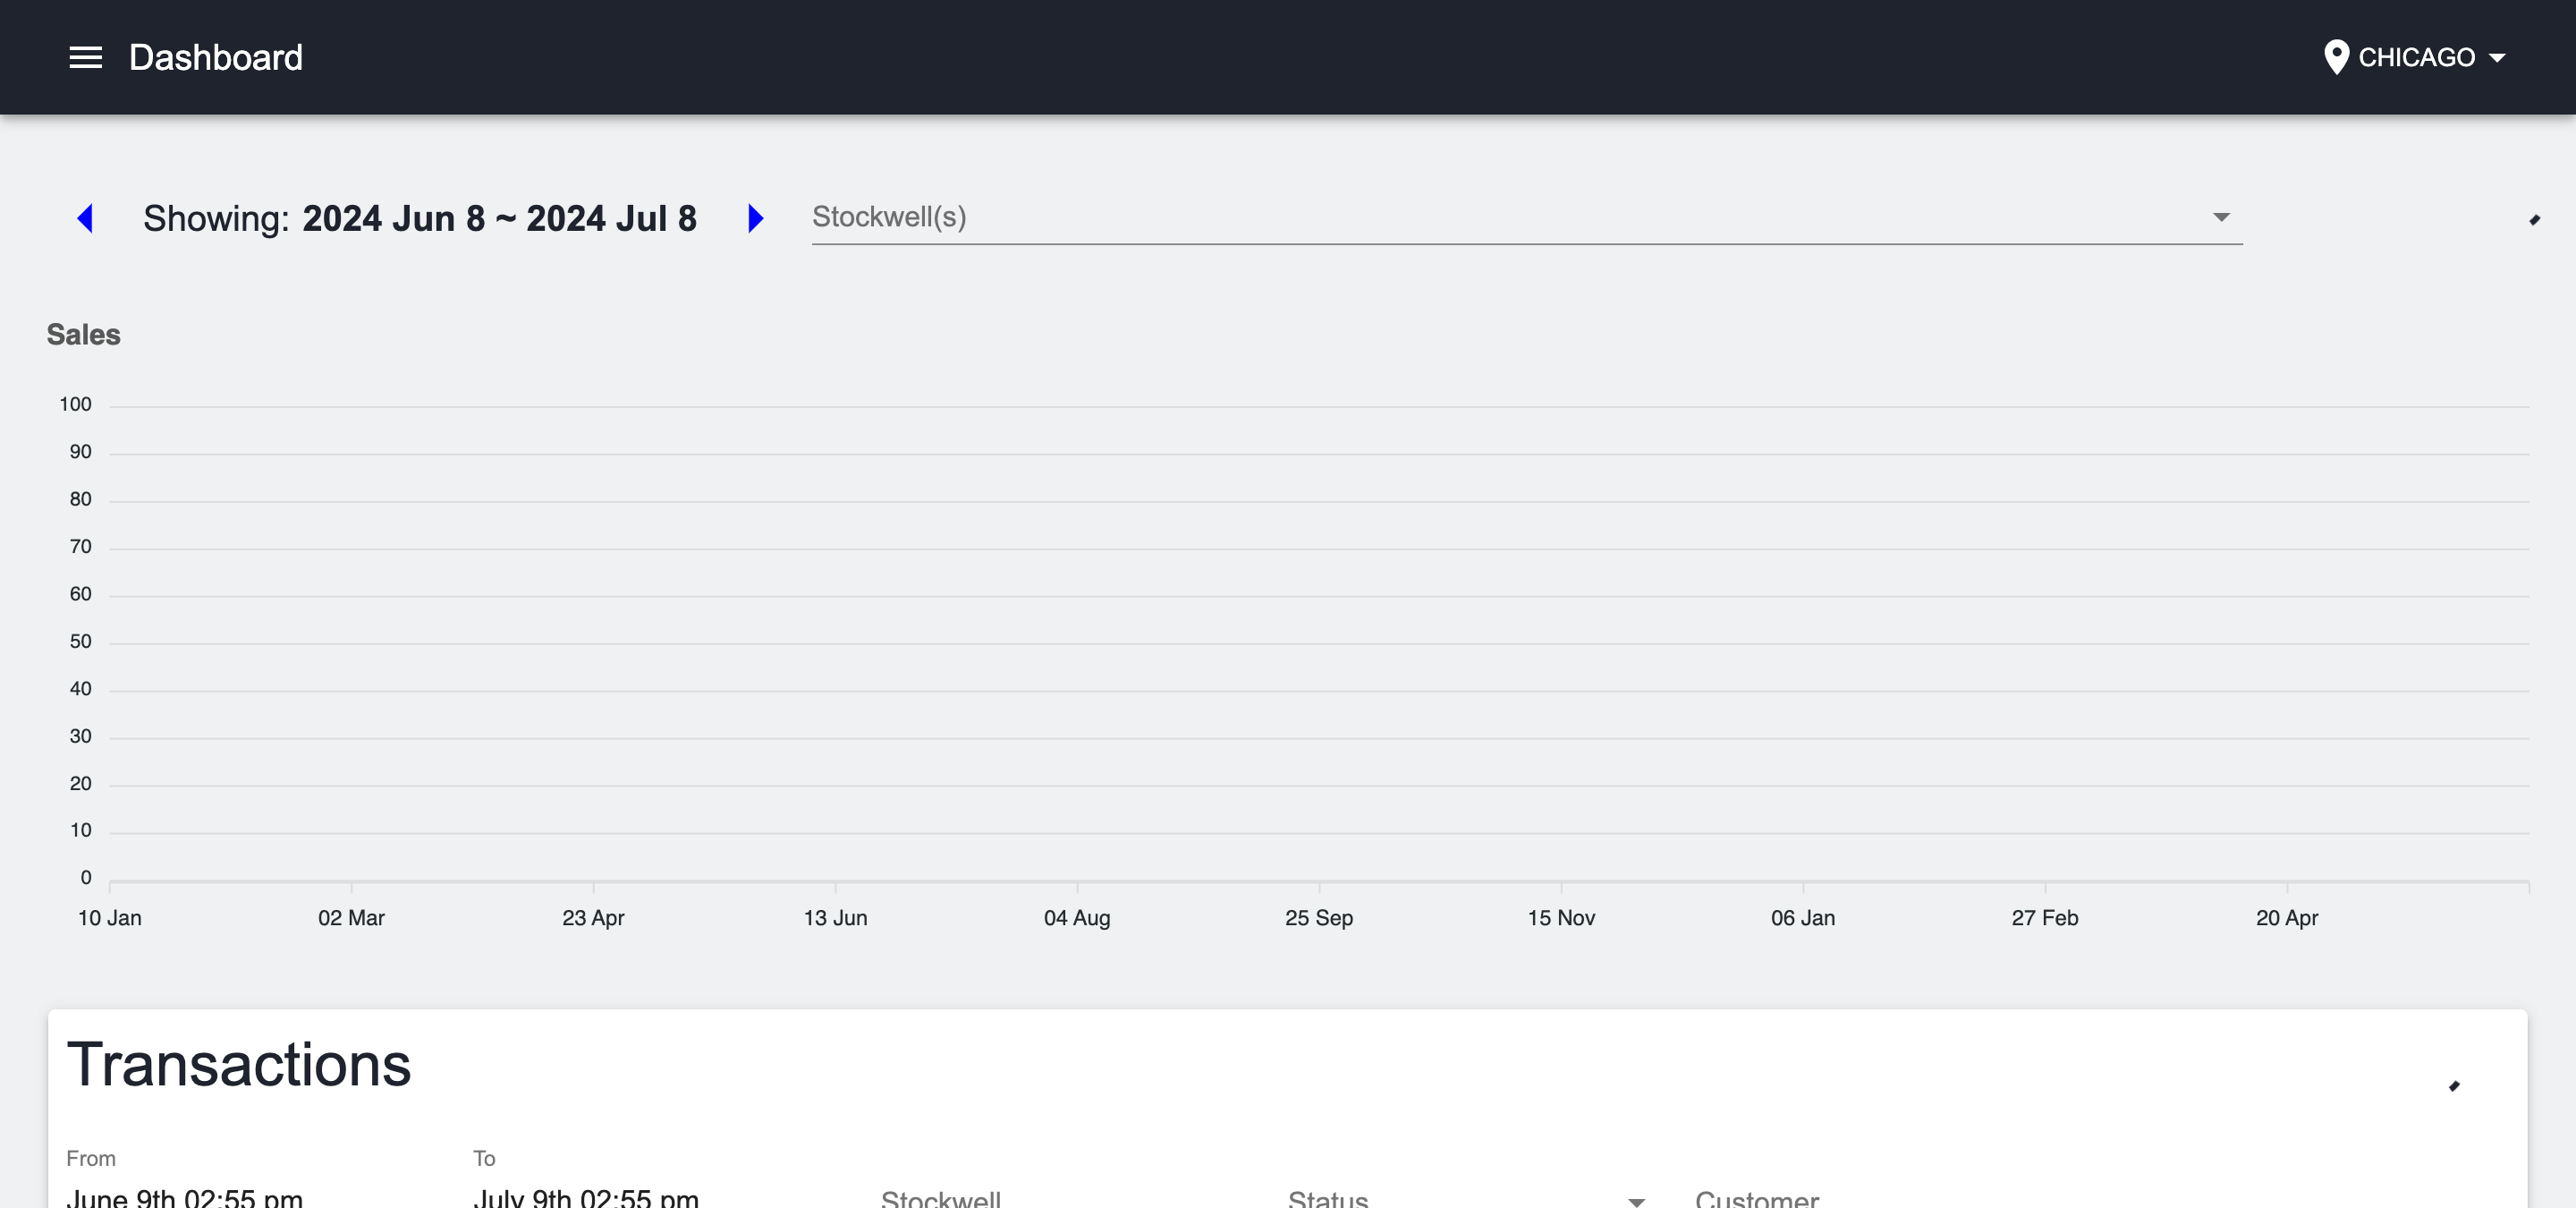 Dashboard
CHICAGO
Showing: 2024 Jun 8 ~ 2024 Jul 8
Stockwell(s)
Sales
100
90
80
70
60
50
40
30
20
10
0
10 Jan 02 Mar 23 Apr 13 Jun 04 Aug 25 Sep 15 Nov 06 Jan 27 Feb 20 Apr
Transactions
From To
June 9th 02:55 pm July 9th 02:55 pm Stockwell Status Customer